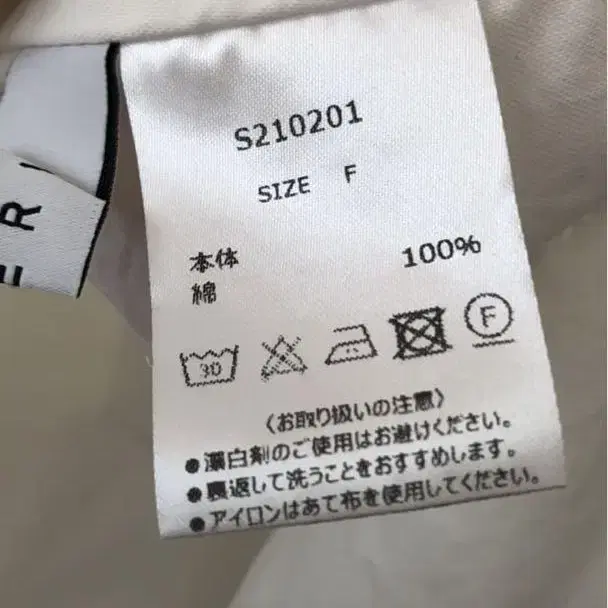 S210201
SIZE F
本体 100%
綿
30
F
〈お取り扱いの注意〉
●漂白剤のご使用はお避けください。
●裏返して洗うことをおすすめします。
●アイロンはあて布を使用してください。
ER